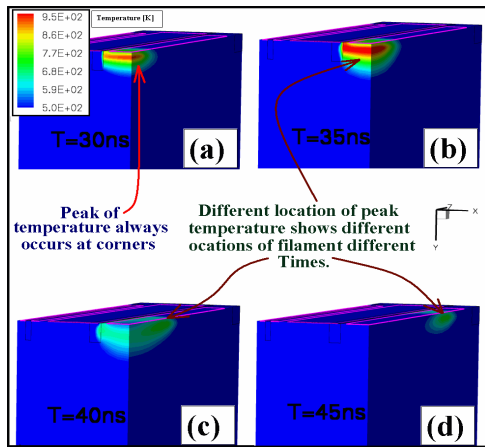 Temperature [K]
9.5E+02
8.6E+02
7.7E+02
6.8E+02
5.9E+02
5.0E+02
T=30ns
(a)
T=35ns
(b)
Peak of
temperature always
occurs at corners
Different location of peak
temperature shows different
ocations of filament different
Times.
Z
X
Y
T=40ns
(c)
T=45ns
(d)